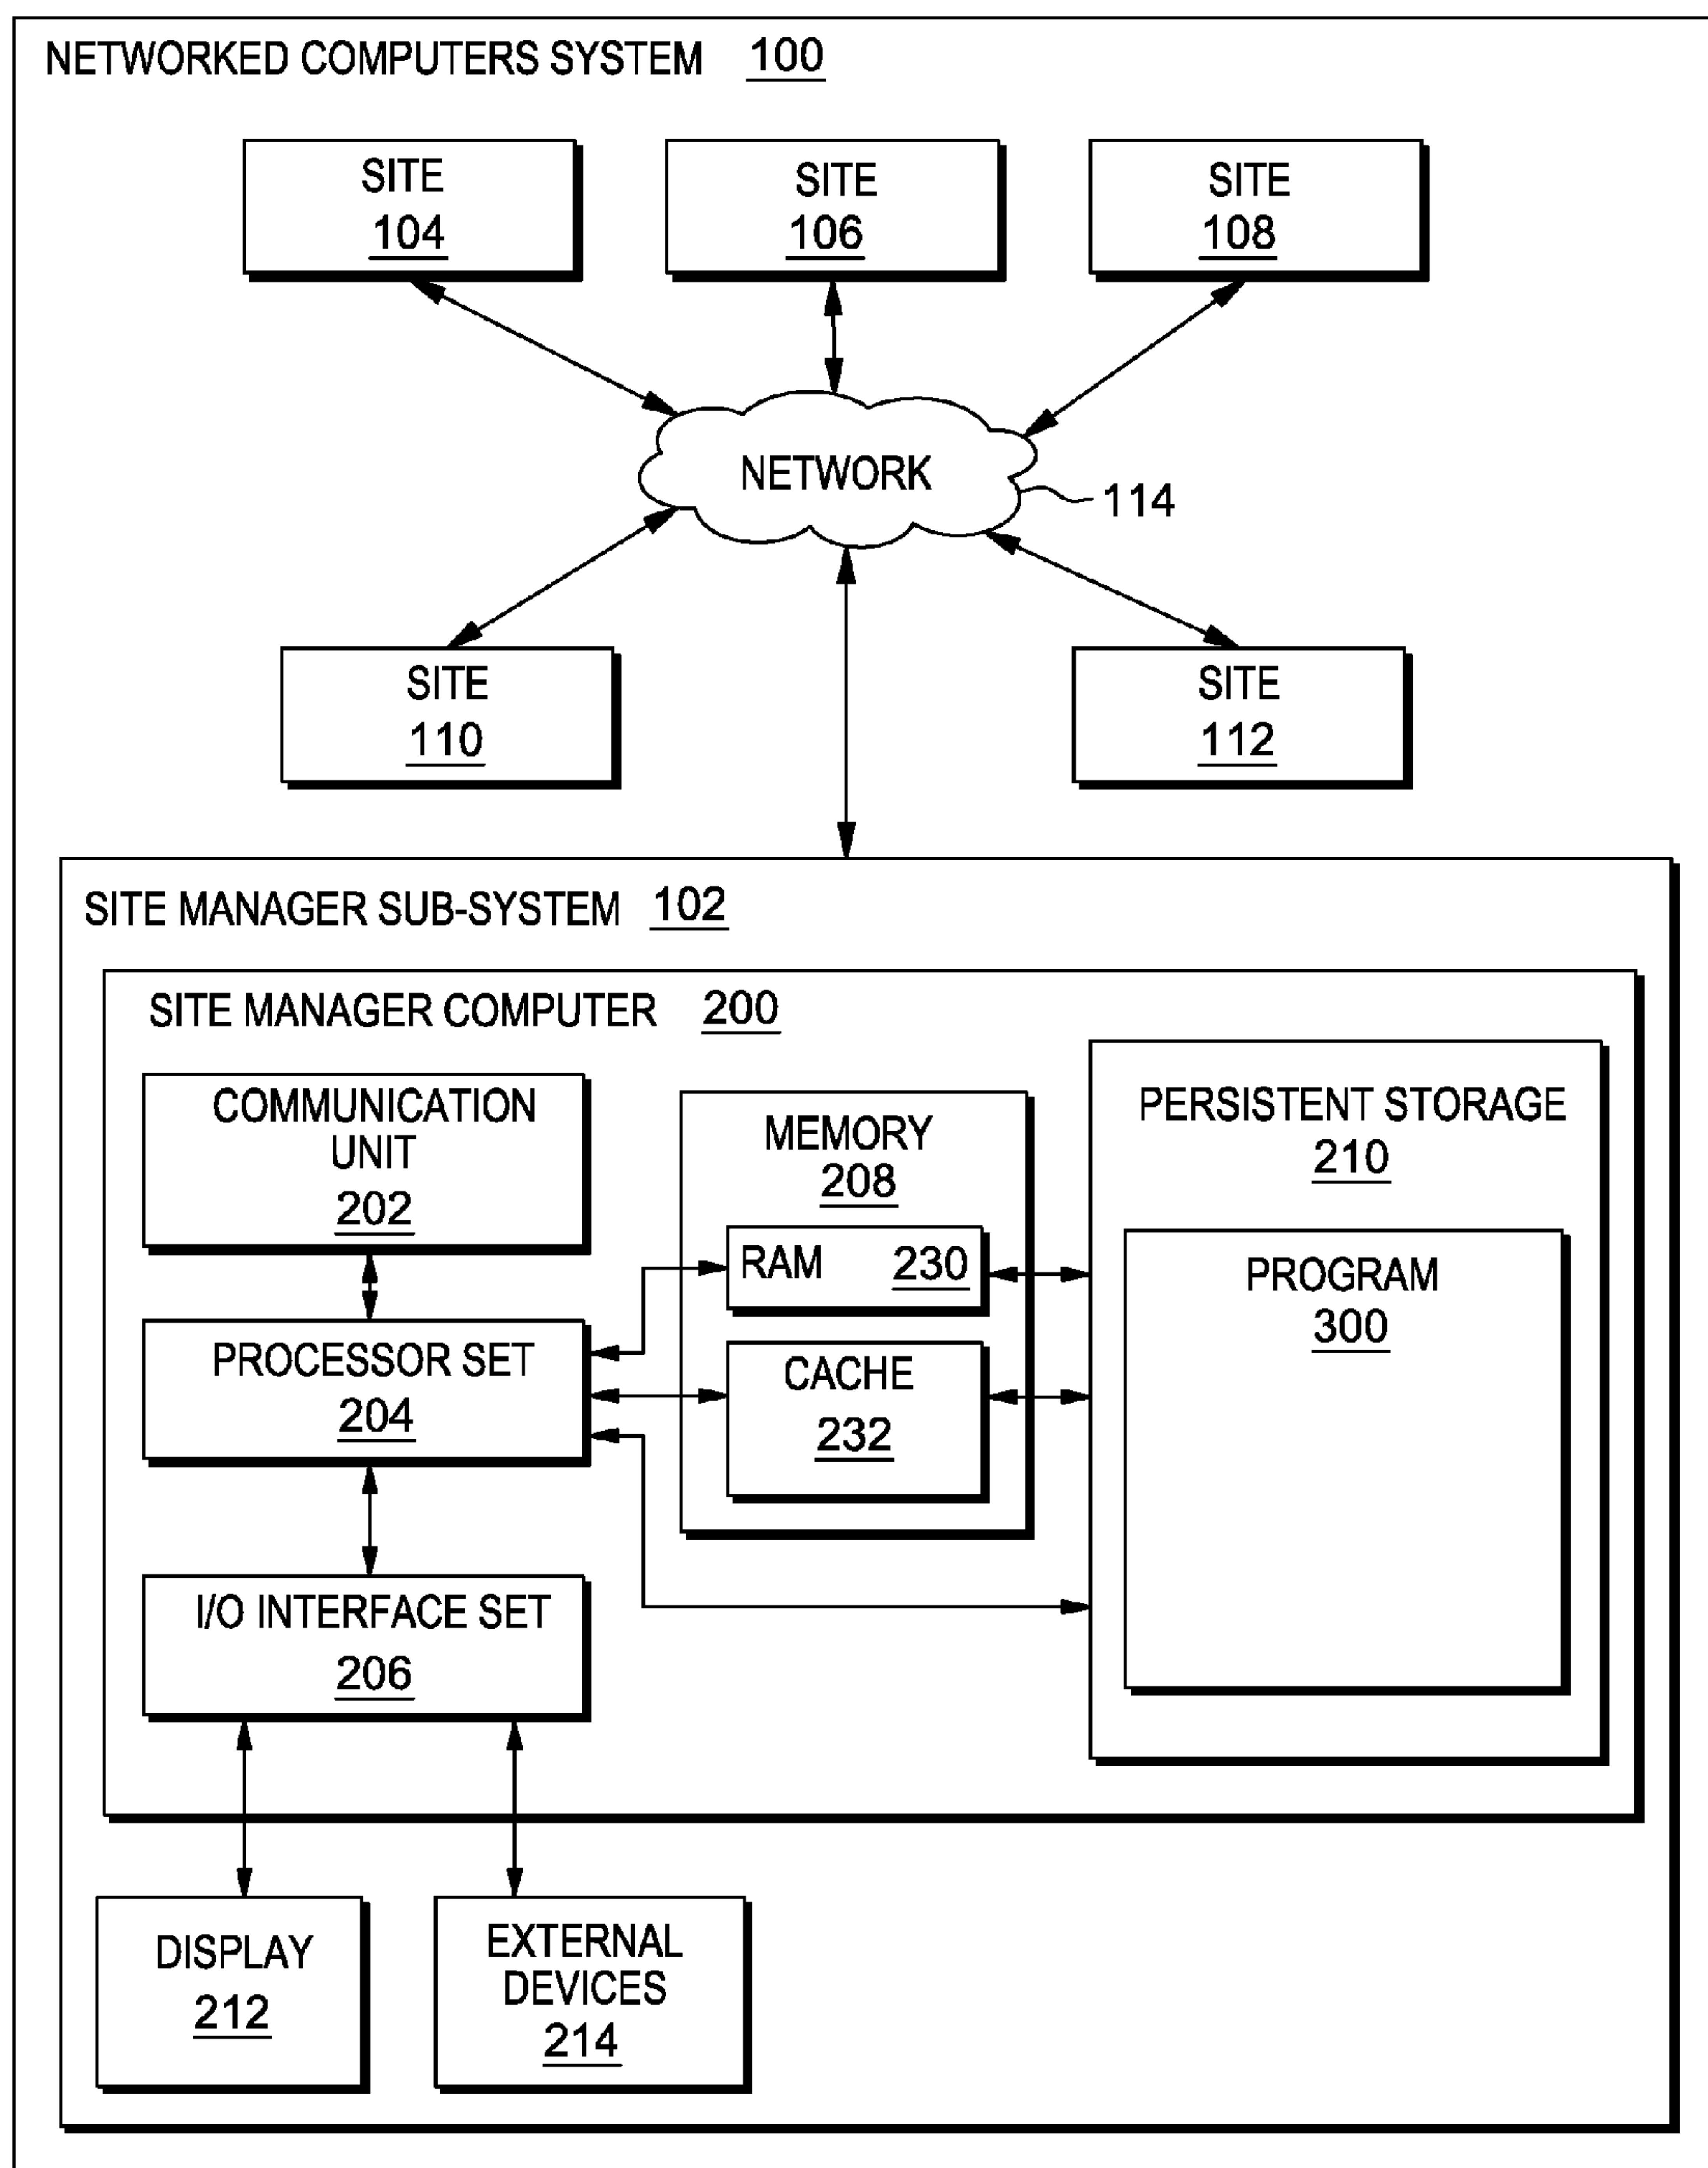 NETWORKED COMPUTERS SYSTEM 100
SITE
104
SITE
106
SITE
108
NETWORK
114
SITE
110
SITE
112
SITE MANAGER SUB-SYSTEM 102
SITE MANAGER COMPUTER 200
COMMUNICATION
UNIT
202
PROCESSOR SET
204
I/O INTERFACE SET
206
MEMORY
208
RAM 230
CACHE
232
PERSISTENT STORAGE
210
PROGRAM
300
DISPLAY
212
EXTERNAL
DEVICES
214